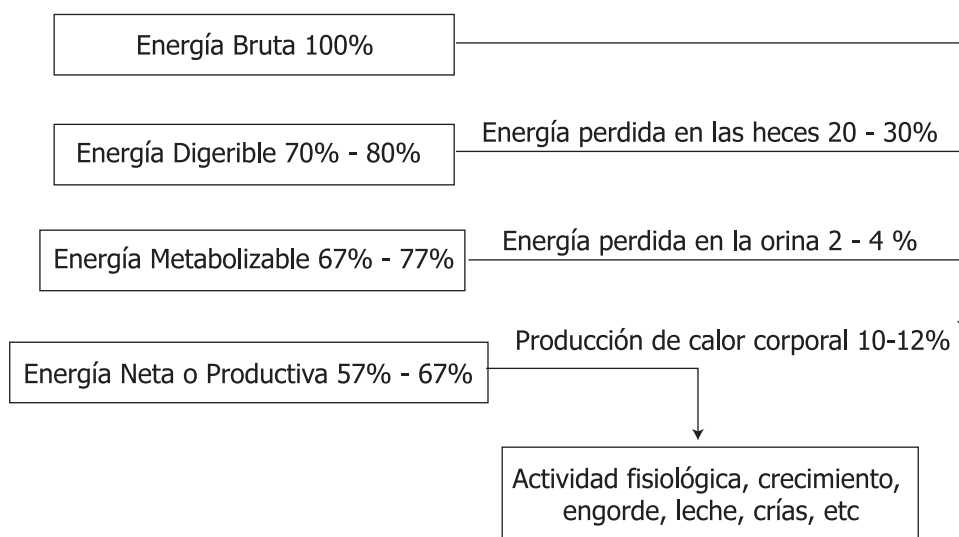 Energía Bruta 100%
Energía perdida en las heces 20 - 30%
Energía Digerible 70% - 80%
Energía perdida en la orina 2 - 4 %
Energía Metabolizable 67% - 77%
Producción de calor corporal 10-12%
Energía Neta o Productiva 57% - 67%
Actividad fisiológica, crecimiento,
engorde, leche, crías, etc